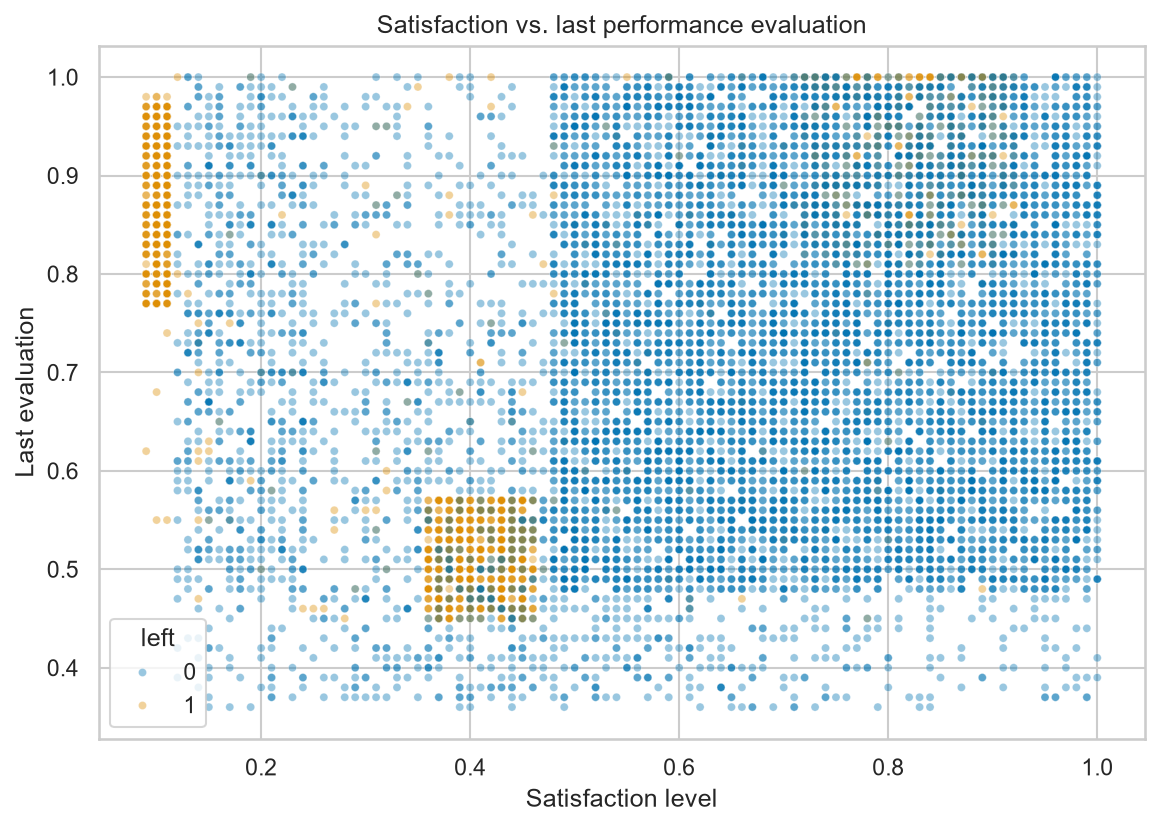 Satisfaction vs. last performance evaluation
1.0
0.9
0.8
0.7
0.6
0.5
0.4
Last evaluation
left
0
1
0.2 0.4 0.6 0.8 1.0
Satisfaction level